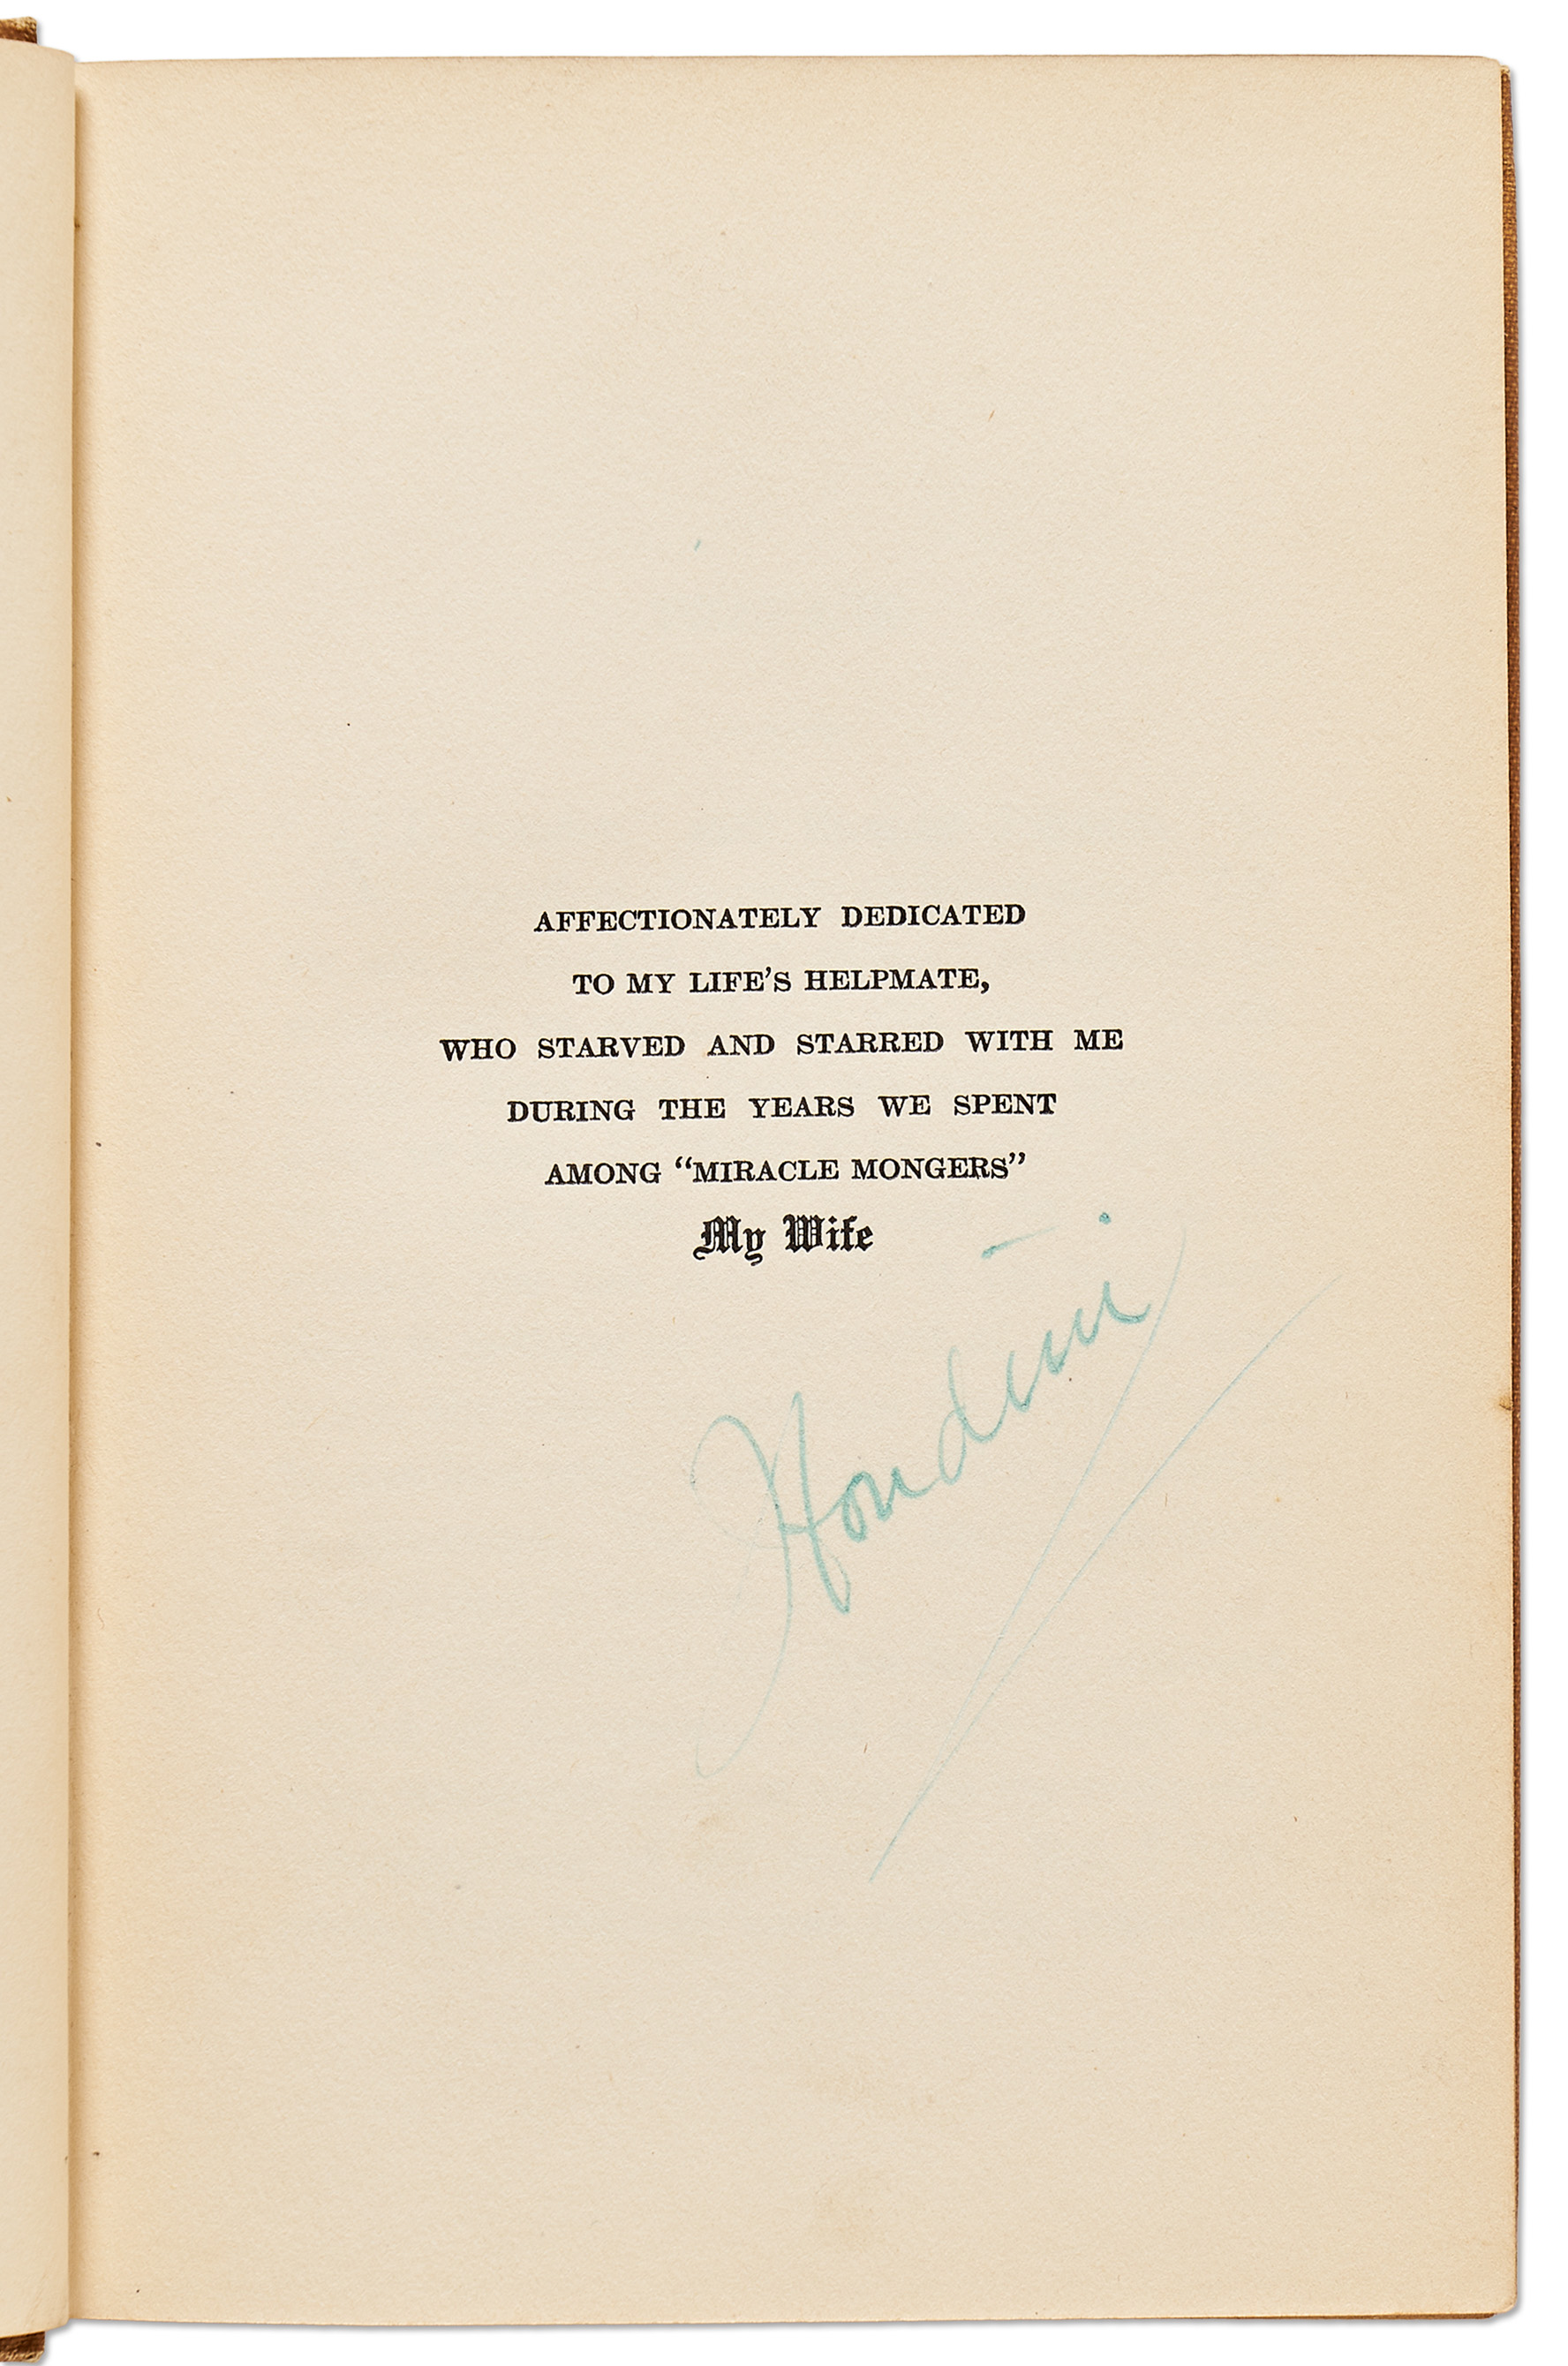 AFFECTIONATELY DEDICATED
TO MY LIFE'S HELPMATE,
WHO STARVED AND STARRED WITH ME
DURING THE YEARS WE SPENT
AMONG “MIRACLE MONGERS”
My Wife
Houdini